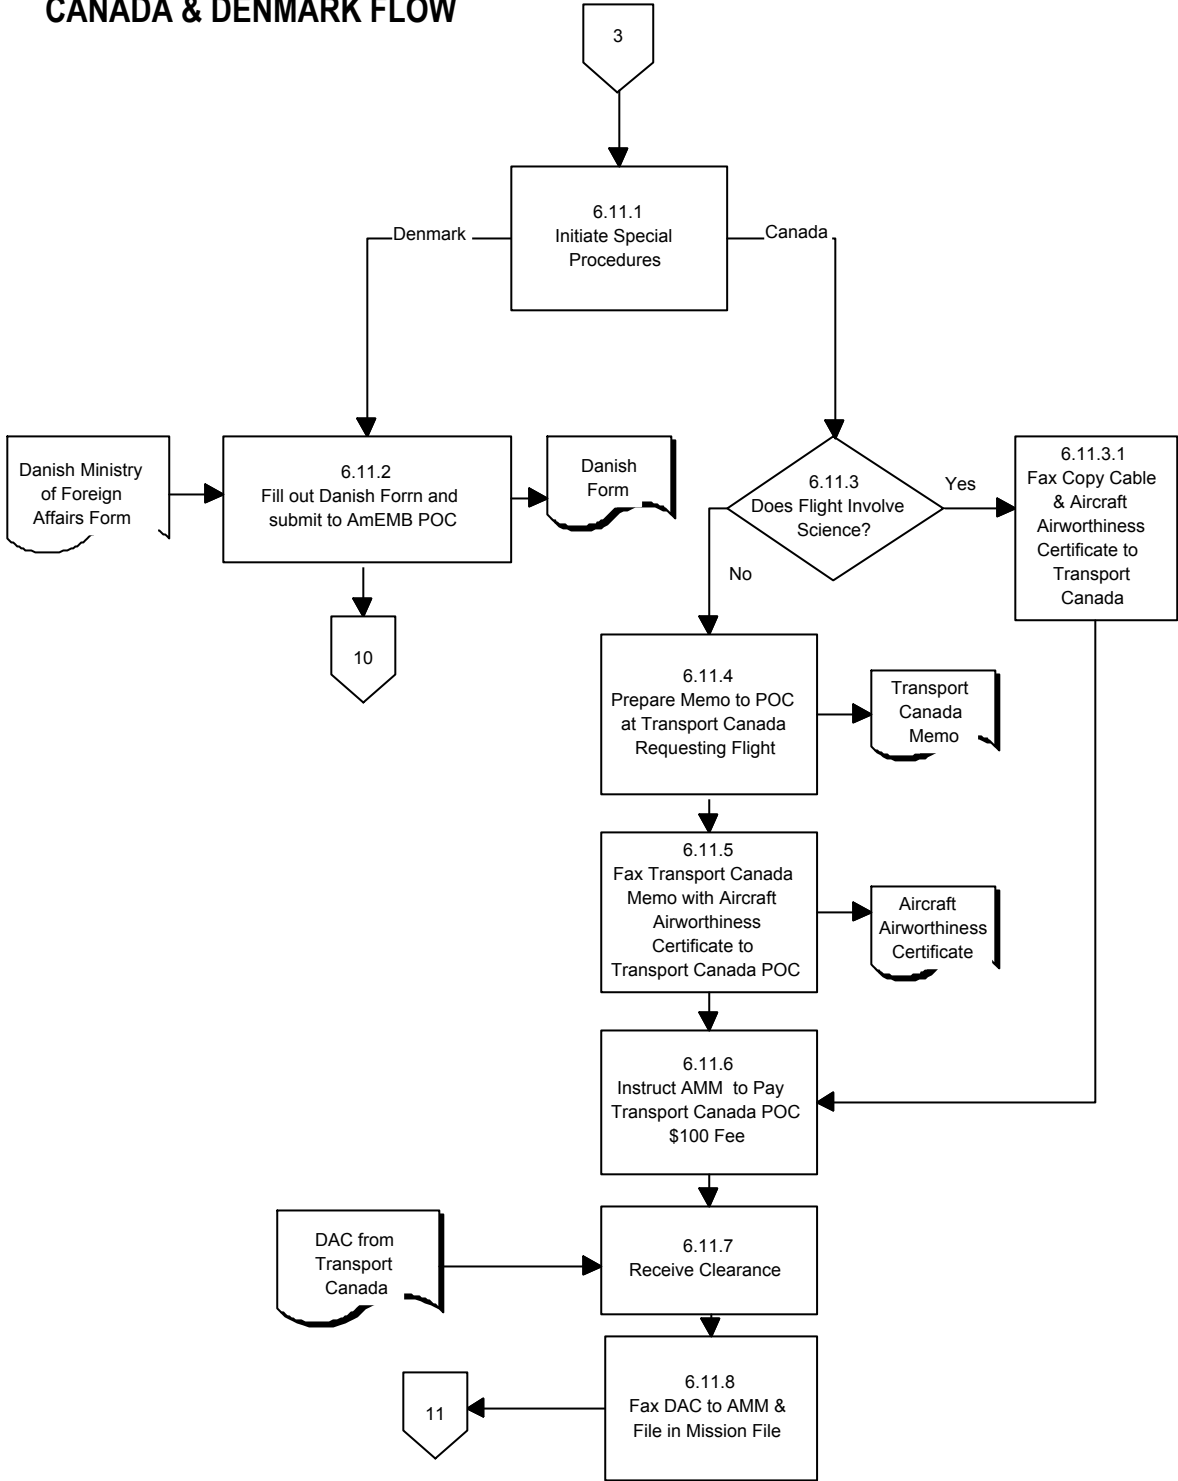 CANADA & DENMARK FLOW
3
6.11.1
Initiate Special
Procedures
Denmark
Canada
Danish Ministry
of Foreign
Affairs Form
6.11.2
Fill out Danish Forrn and
submit to AmEMB POC
Danish
Form
10
6.11.3
Does Flight Involve
Science?
Yes
No
6.11.3.1
Fax Copy Cable
& Aircraft
Airworthiness
Certificate to
Transport
Canada
6.11.4
Prepare Memo to POC
at Transport Canada
Requesting Flight
Transport
Canada
Memo
6.11.5
Fax Transport Canada
Memo with Aircraft
Airworthiness
Certificate to
Transport Canada POC
Aircraft
Airworthiness
Certificate
6.11.6
Instruct AMM to Pay
Transport Canada POC
$100 Fee
DAC from
Transport
Canada
6.11.7
Receive Clearance
6.11.8
Fax DAC to AMM &
File in Mission File
11